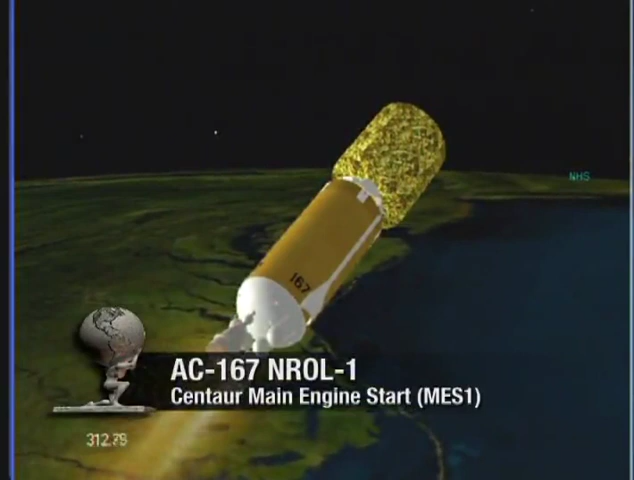 NHS
167
AC-167 NROL-1
Centaur Main Engine Start (MES1)
312.79